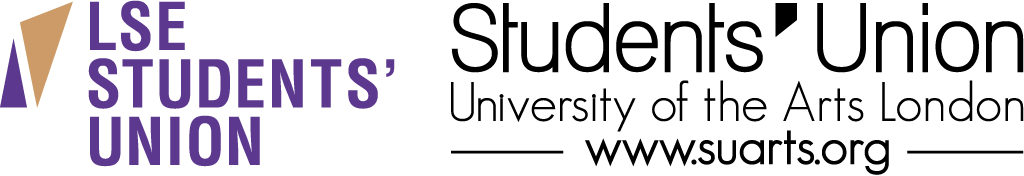 LSE
STUDENTS’
UNION
Students’ Union
University of the Arts London
www.suarts.org